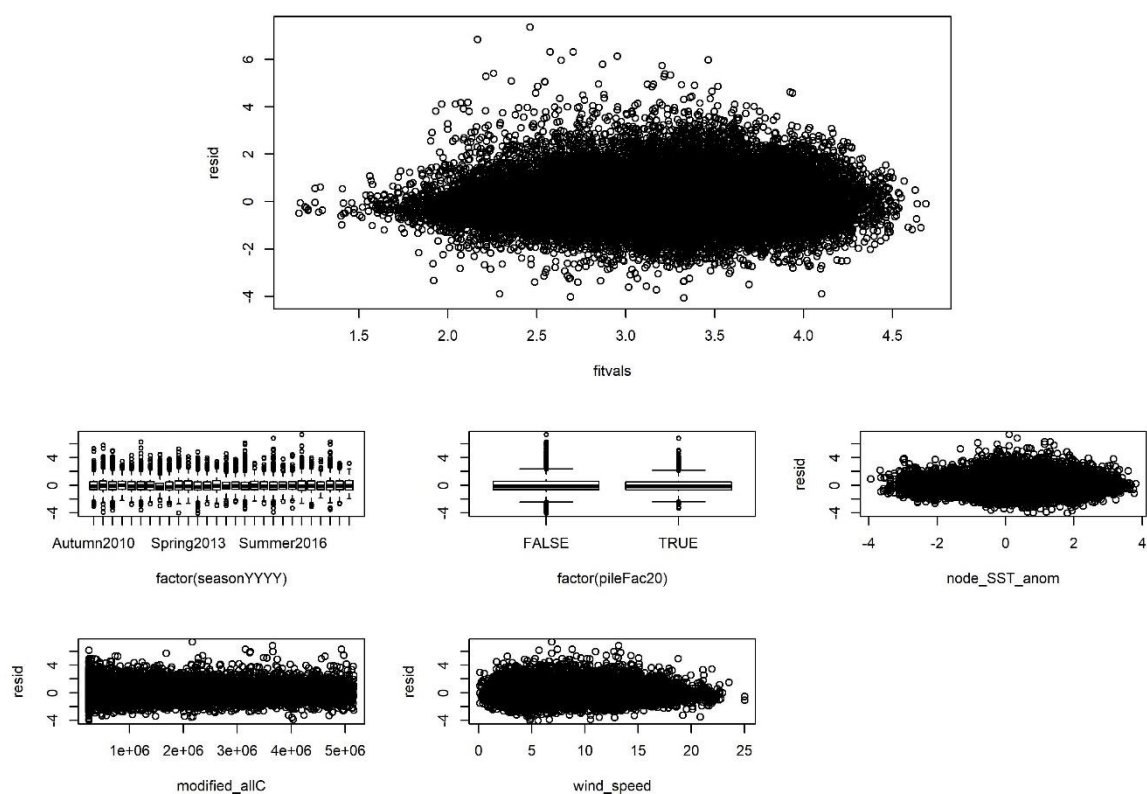 resid
6
4
2
0
-2
-4
1.5 2.0 2.5 3.0 3.5 4.0 4.5
fitvals
resid
4
0
-4
Autumn2010 Spring2013 Summer2016
factor(seasonYYYY)
resid
4
0
-4
FALSE TRUE
factor(pileFac20)
resid
4
2
0
-4
-4 -2 0 2 4
node_SST_anom
resid
4
0
-4
1e+06 2e+06 3e+06 4e+06 5e+06
modified_allC
resid
4
0
-4
0 5 10 15 20 25
wind_speed